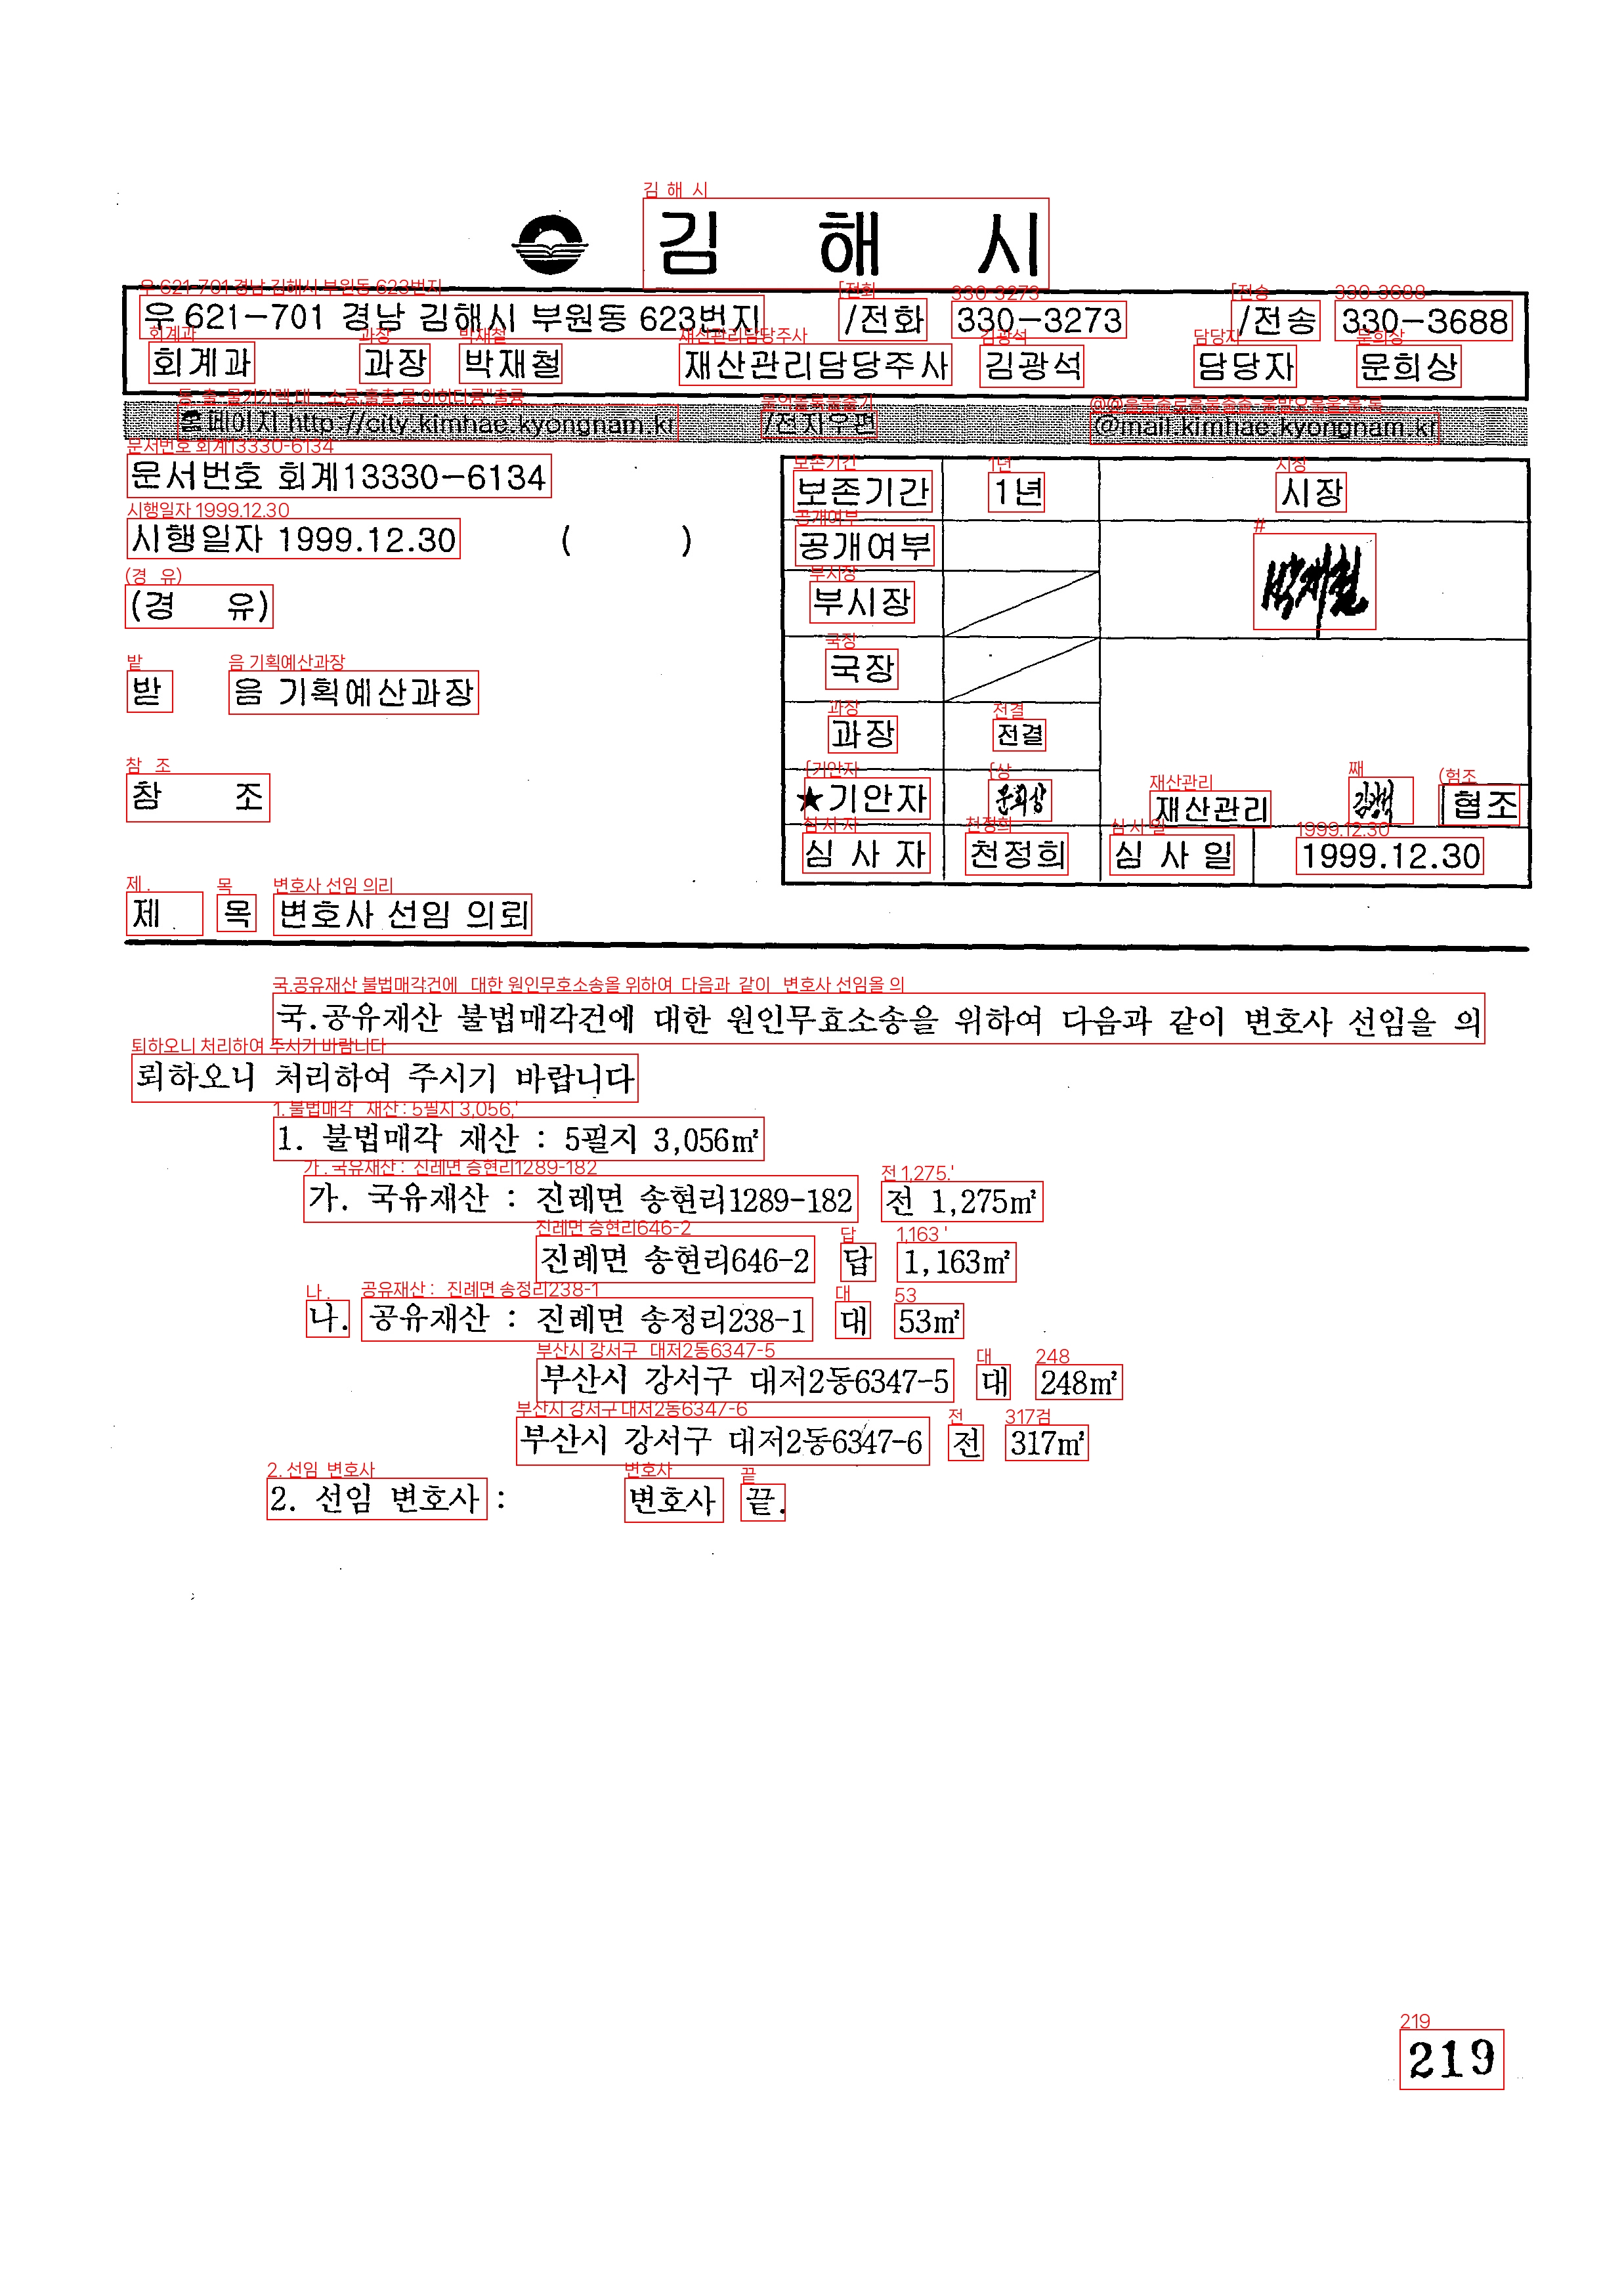 김 해 시
우 621-701 경남 김해시 부원동 623번지 /전화 330-3273 /전송 330-3688
회계과 과장 박재철 재산관리담당주사 김광석 담당자 문희상
홈페이지 http://city.kimhae.kyongnam.kr /전자우편 @mail.kimhae.kyongnam.kr
문서번호 회계13330-6134
시행일자 1999.12.30 ( )
(경 유)
받 음 기획예산과장
참 조
보존기간 1년 시장
공개여부
부시장 박재철
국장
과장 전결
★기안자 문희상 재산관리 협조
심 사 자 천정희 심 사 일 1999.12.30
제 목 변호사 선임 의뢰
국.공유재산 불법매각건에 대한 원인무효소송을 위하여 다음과 같이 변호사 선임을 의
뢰하오니 처리하여 주시기 바랍니다
1. 불법매각 재산 : 5필지 3,056㎡
가. 국유재산 : 진례면 송현리1289-182 전 1,275㎡
진례면 송현리646-2 답 1,163㎡
나. 공유재산 : 진례면 송정리238-1 대 53㎡
부산시 강서구 대저2동6347-5 대 248㎡
부산시 강서구 대저2동6347-6 전 317㎡
2. 선임 변호사 : 변호사 끝.
219